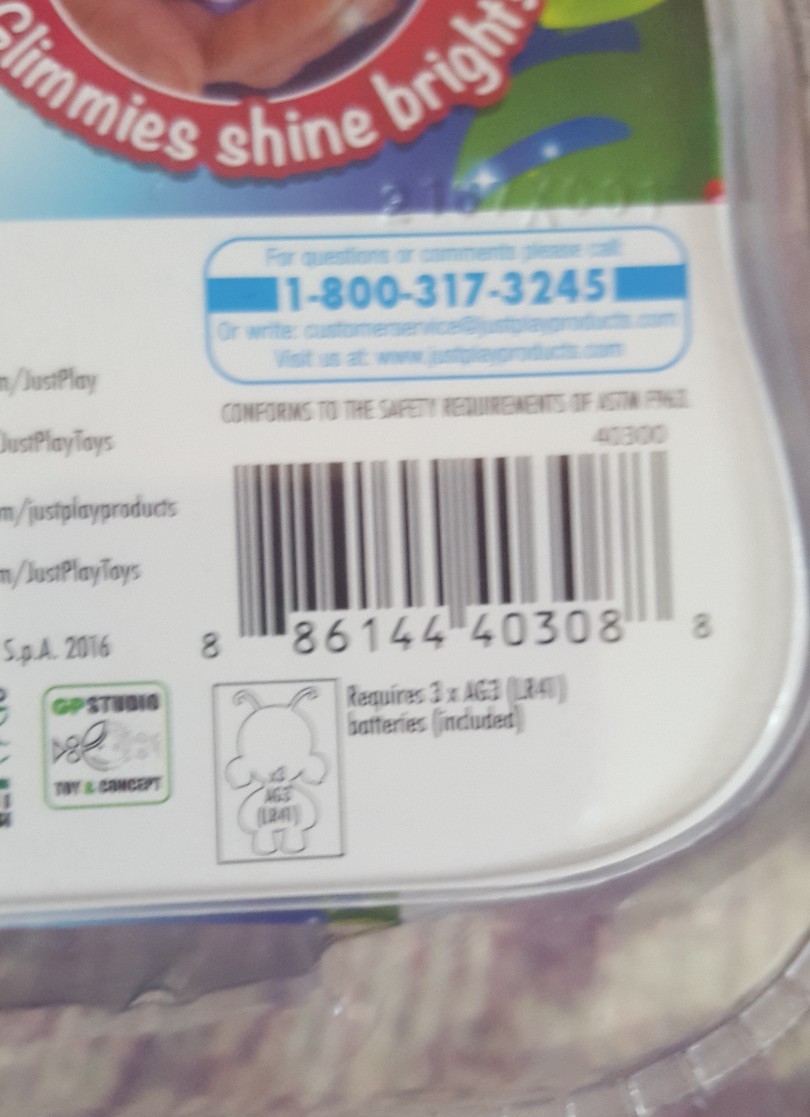 Glimmies shine bright
For questions or comments please call:
1-800-317-3245
Or write: customerservice@justplayproducts.com
Visit us at: www.justplayproducts.com
CONFORMS TO THE SAFETY REQUIREMENTS OF ASTM F963.
40300
m/JustPlay
JustPlayToys
m/justplayproducts
m/JustPlayToys
S.p.A. 2016
8 86144 40308 8
GPSTUDIO
TOY & CONCEPT
x3
AG3
(LR41)
Requires 3 x AG3 (LR41)
batteries (included)